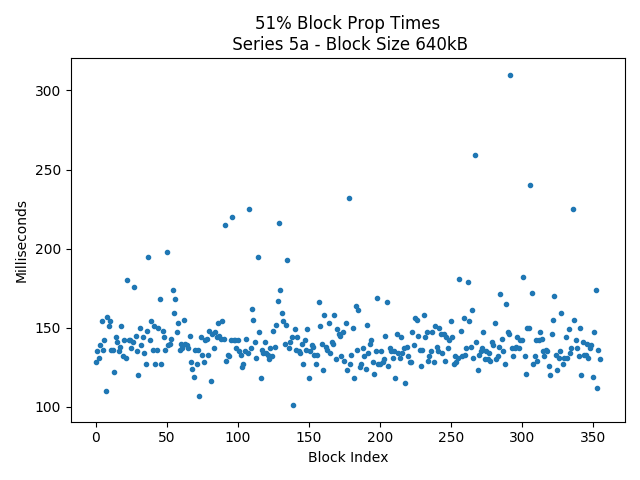 51% Block Prop Times
Series 5a - Block Size 640kB
300
250
200
150
100
Milliseconds
0 50 100 150 200 250 300 350
Block Index